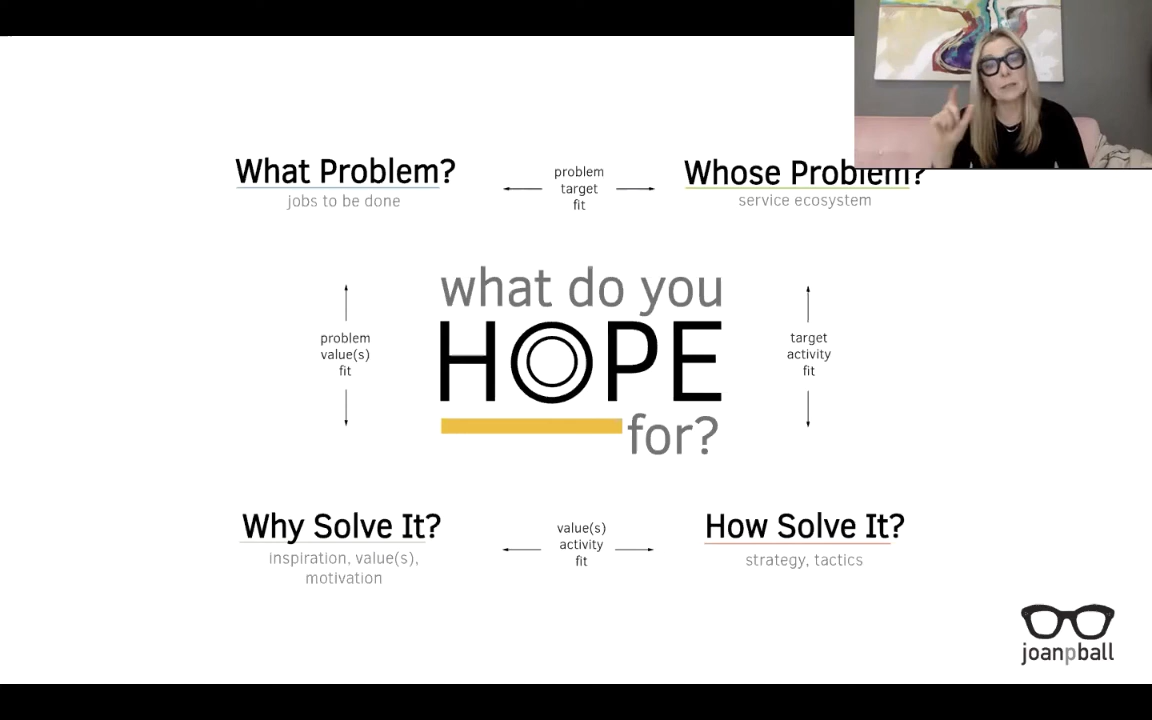 What Problem?
jobs to be done
problem
target
fit
Whose Problem?
service ecosystem
what do you
HOPE
for?
problem
value(s)
fit
target
activity
fit
Why Solve It?
inspiration, value(s),
motivation
value(s)
activity
fit
How Solve It?
strategy, tactics
joanpball